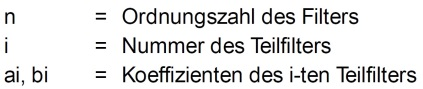 n = Ordnungszahl des Filters
i = Nummer des Teilfilters
ai, bi = Koeffizienten des i-ten Teilfilters